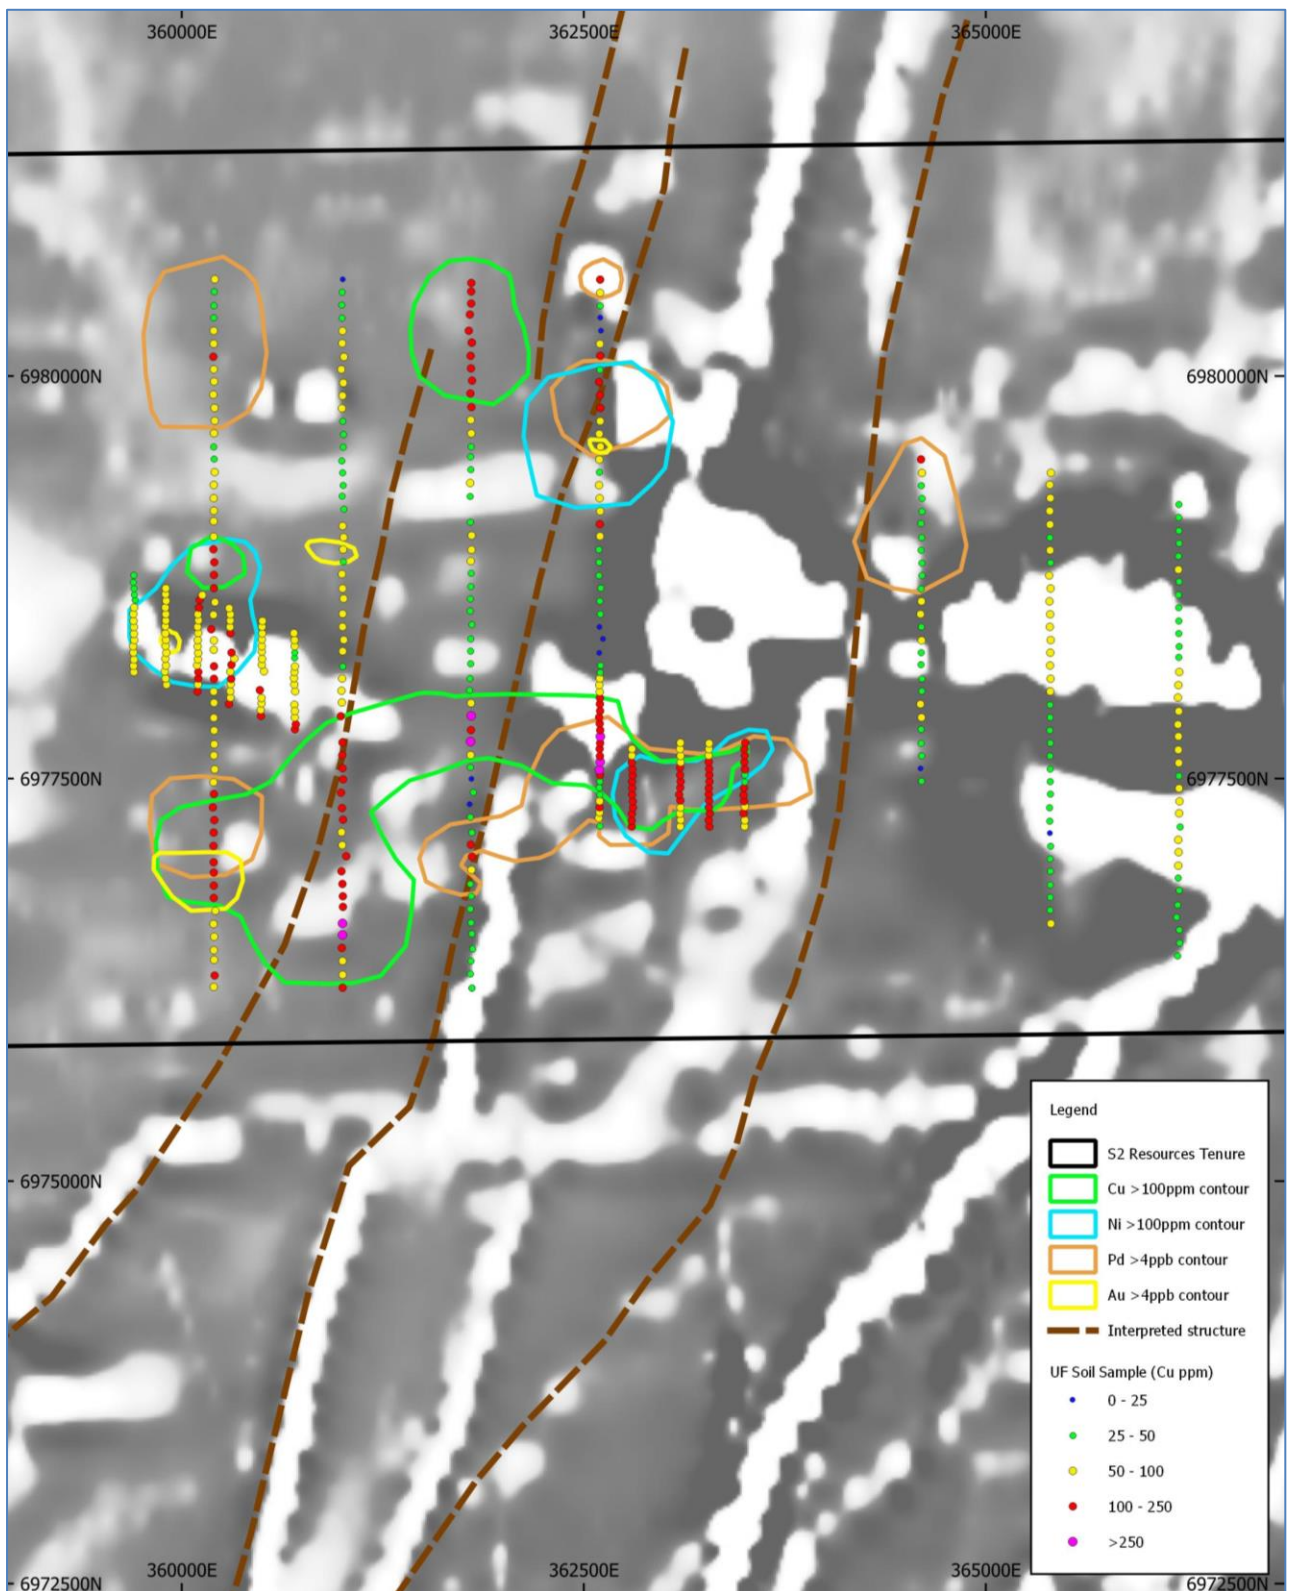 360000E 362500E 365000E
6980000N 6980000N
6977500N 6977500N
6975000N
Legend
S2 Resources Tenure
Cu >100ppm contour
Ni >100ppm contour
Pd >4ppb contour
Au >4ppb contour
Interpreted structure
UF Soil Sample (Cu ppm)
0 - 25
25 - 50
50 - 100
100 - 250
>250
360000E 362500E 365000E
6972500N 6972500N